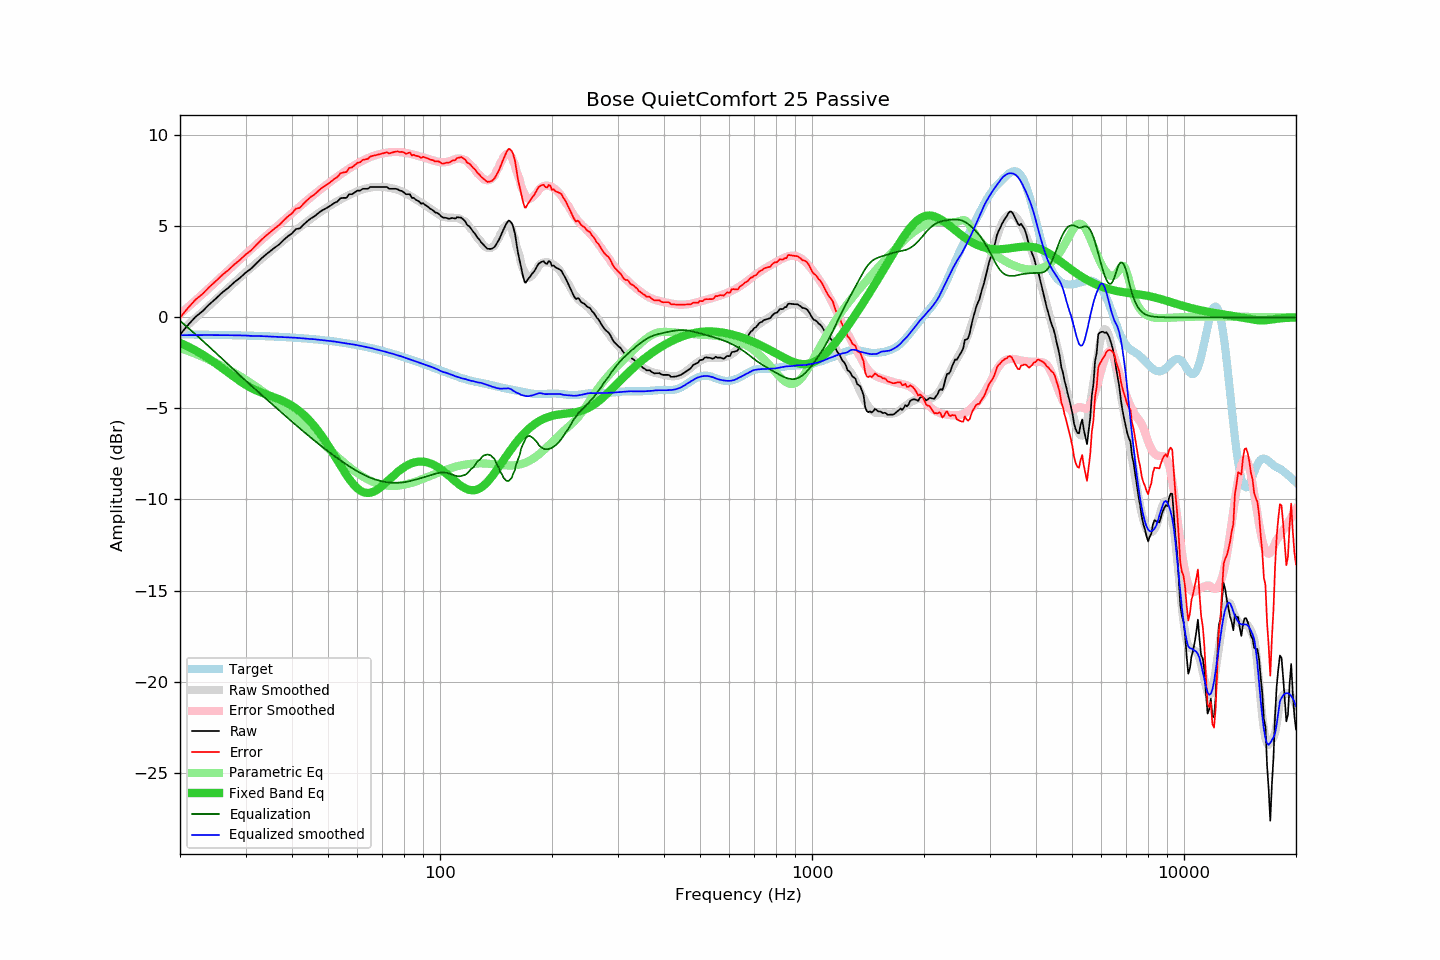 Bose QuietComfort 25 Passive
10
5
0
−5
−10
−15
−20
−25
Amplitude (dBr)
Target
Raw Smoothed
Error Smoothed
Raw
Error
Parametric Eq
Fixed Band Eq
Equalization
Equalized smoothed
100
1000
10000
Frequency (Hz)